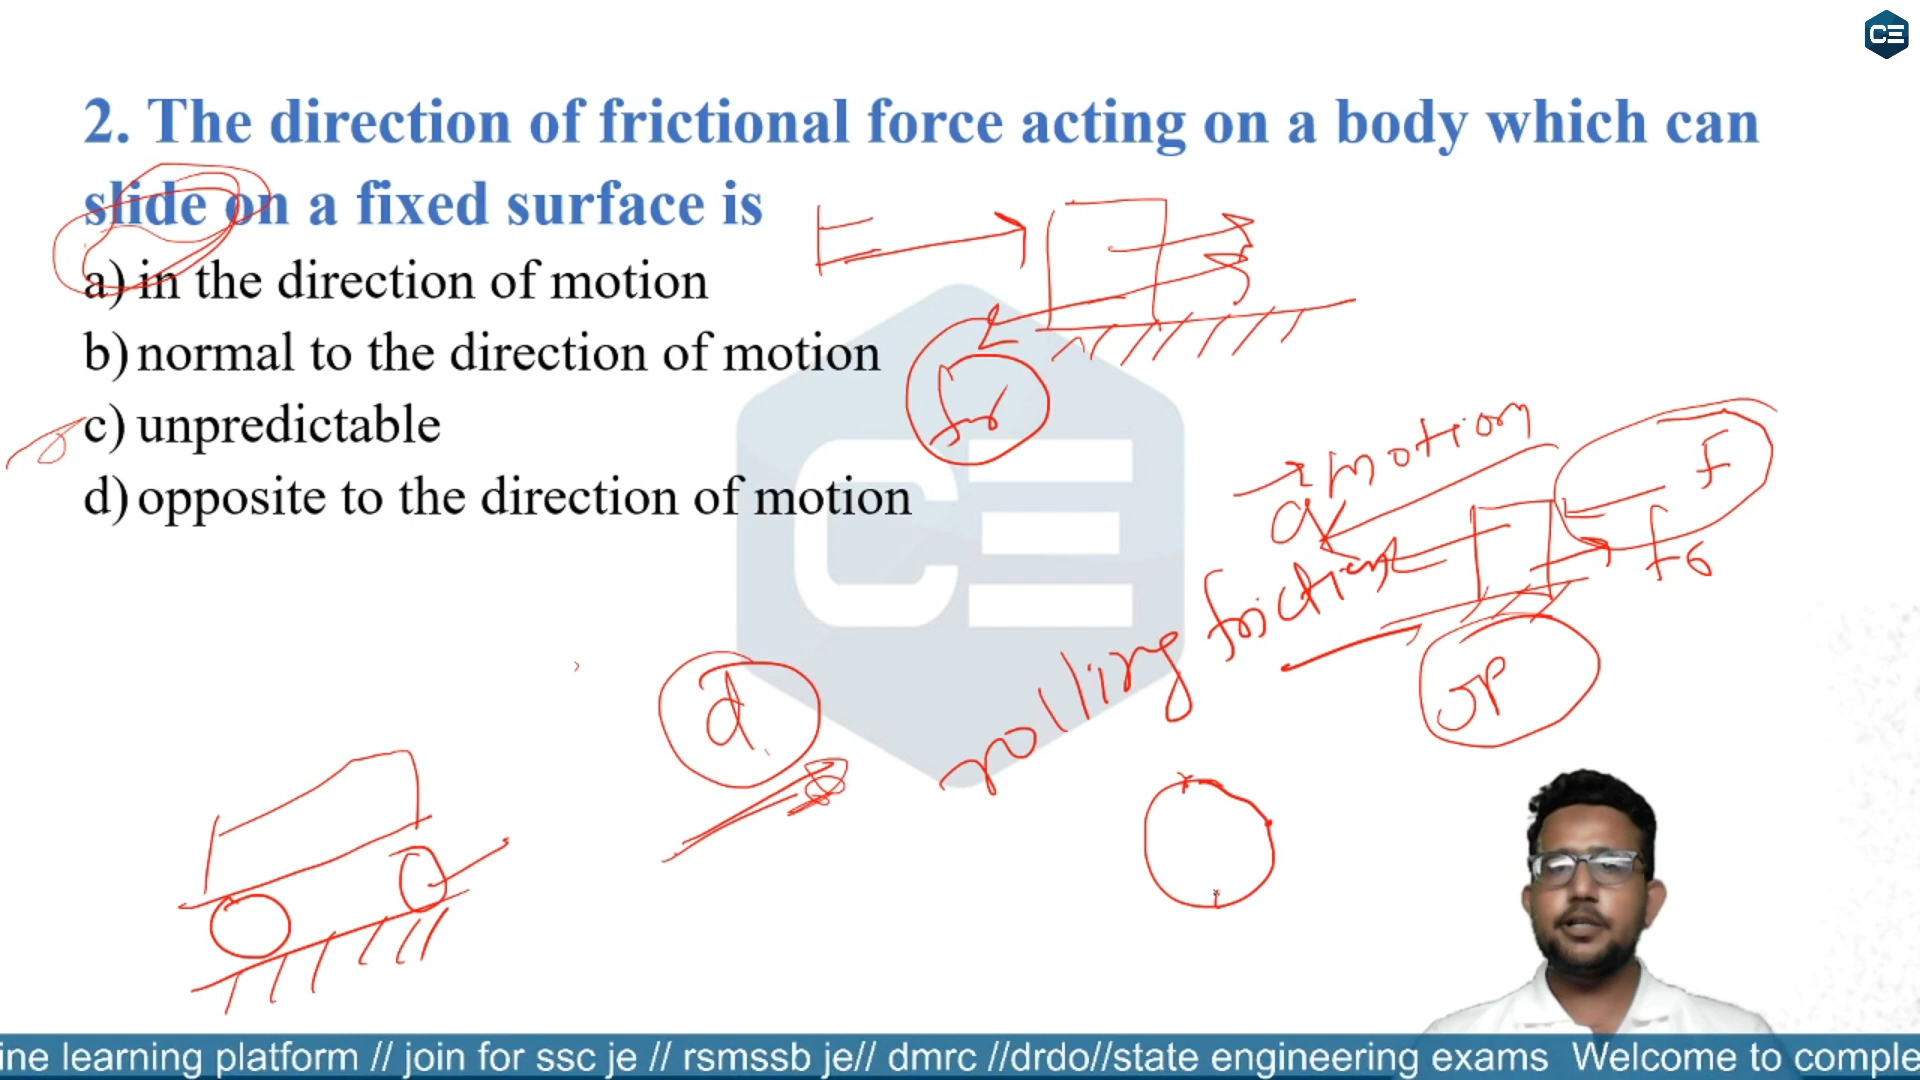 CE
2. The direction of frictional force acting on a body which can
slide on a fixed surface is
a) in the direction of motion
b) normal to the direction of motion
c) unpredictable
d) opposite to the direction of motion
fr
motion
F
a
rolling friction
d
CE
ine learning platform // join for ssc je // rsmssb je// dmrc //drdo//state engineering exams Welcome to comple